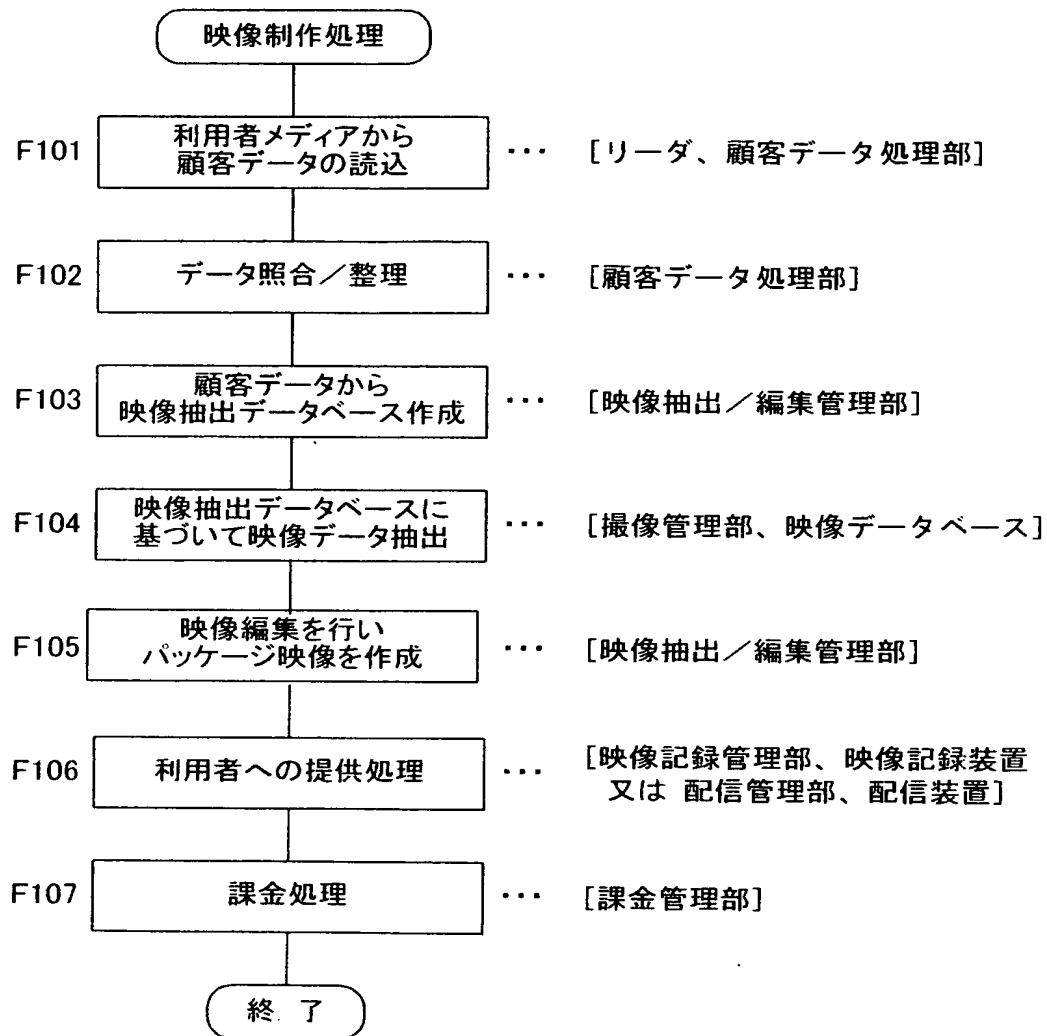 映像制作処理
F101
利用者メディアから
顧客データの読込
･･･ [リーダ、顧客データ処理部]
F102
データ照合／整理
･･･ [顧客データ処理部]
F103
顧客データから
映像抽出データベース作成
･･･ [映像抽出／編集管理部]
F104
映像抽出データベースに
基づいて映像データ抽出
･･･ [撮像管理部、映像データベース]
F105
映像編集を行い
パッケージ映像を作成
･･･ [映像抽出／編集管理部]
F106
利用者への提供処理
･･･ [映像記録管理部、映像記録装置
又は 配信管理部、配信装置]
F107
課金処理
･･･ [課金管理部]
終 了